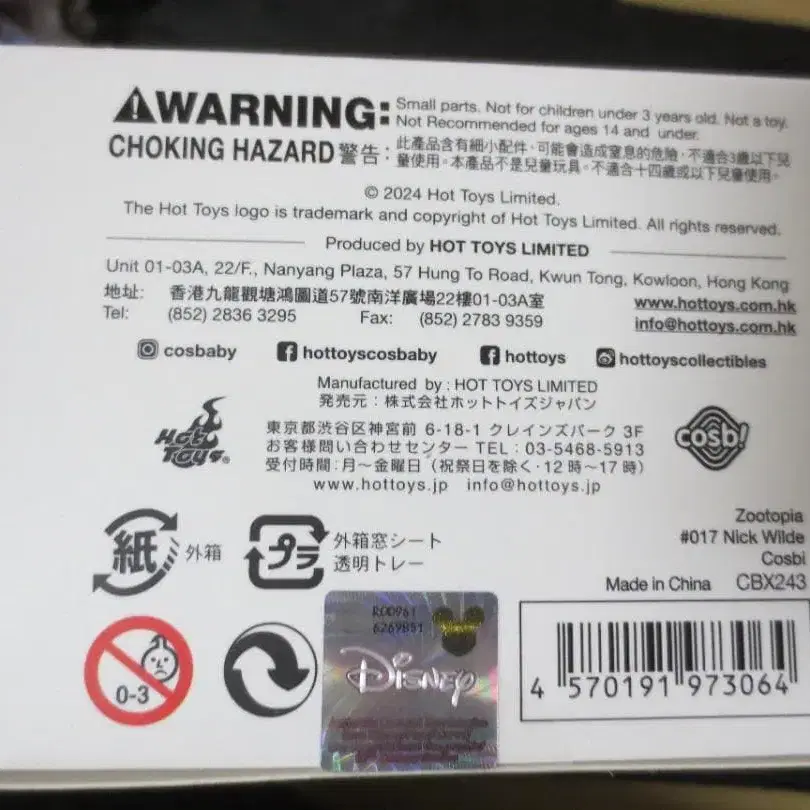 WARNING: Small parts. Not for children under 3 years old. Not a toy.
Not Recommended for ages 14 and under.
CHOKING HAZARD 警告: 此產品含有細小配件，可能會造成窒息的危險，不適合3歲以下兒
童使用。本產品不是兒童玩具。不適合十四歲或以下兒童使用。
© 2024 Hot Toys Limited.
The Hot Toys logo is trademark and copyright of Hot Toys Limited. All rights reserved.
Produced by HOT TOYS LIMITED
Unit 01-03A, 22/F., Nanyang Plaza, 57 Hung To Road, Kwun Tong, Kowloon, Hong Kong
地址: 香港九龍觀塘鴻圖道57號南洋廣場22樓01-03A室
www.hottoys.com.hk
Tel: (852) 2836 3295 Fax: (852) 2783 9359
info@hottoys.com.hk
cosbaby hottoyscosbaby hottoys hottoyscollectibles
Manufactured by : HOT TOYS LIMITED
発売元：株式会社ホットトイズジャパン
HOT TOYS
東京都渋谷区神宮前 6-18-1 クレインズパーク 3F
お客様問い合わせセンター TEL：03-5468-5913
受付時間：月～金曜日（祝祭日を除く・12時～17時）
www.hottoys.jp info@hottoys.jp
cosb!
Zootopia
#017 Nick Wilde
Cosbi
Made in China CBX243
紙 外箱
プラ 外箱窓シート
透明トレー
0-3
Disney
4 570191 973064